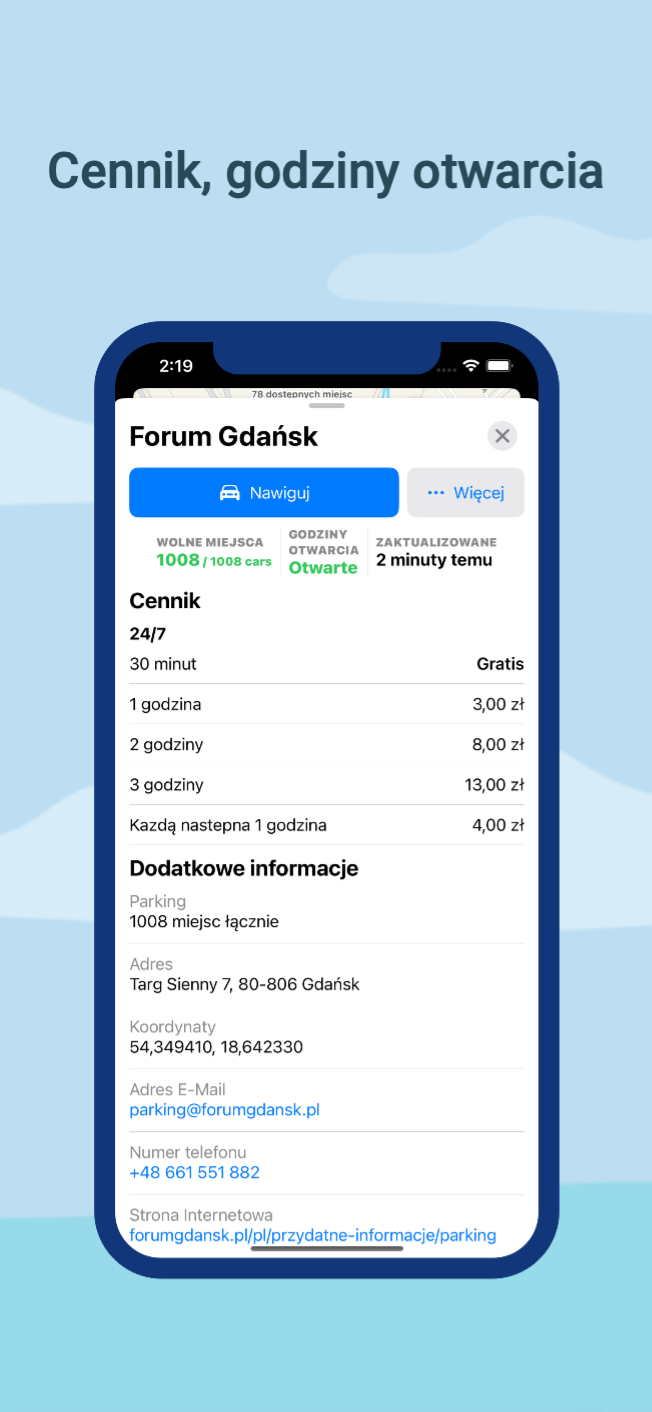 Cennik, godziny otwarcia
2:19
78 dostępnych miejsc
Forum Gdańsk
Nawiguj
Więcej
WOLNE MIEJSCA
1008 / 1008 cars
GODZINY
OTWARCIA
Otwarte
ZAKTUALIZOWANE
2 minuty temu
Cennik
24/7
30 minut Gratis
1 godzina 3,00 zł
2 godziny 8,00 zł
3 godziny 13,00 zł
Kazdą nastepna 1 godzina 4,00 zł
Dodatkowe informacje
Parking
1008 miejsc łącznie
Adres
Targ Sienny 7, 80-806 Gdańsk
Koordynaty
54,349410, 18,642330
Adres E-Mail
parking@forumgdansk.pl
Numer telefonu
+48 661 551 882
Strona Internetowa
forumgdansk.pl/pl/przydatne-informacje/parking